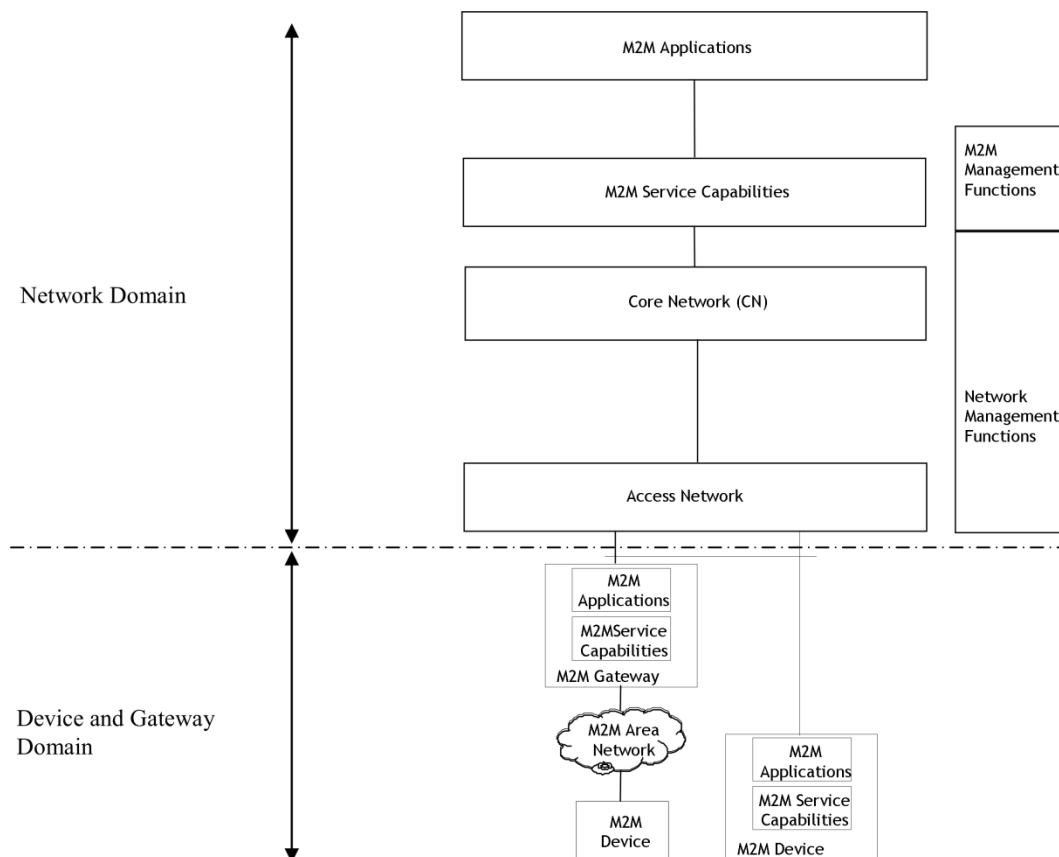 M2M Applications
M2M Service Capabilities
M2M
Management
Functions
Network Domain
Core Network (CN)
Network
Management
Functions
Access Network
M2M
Applications
M2MService
Capabilities
M2M Gateway
Device and Gateway
Domain
M2M Area
Network
M2M
Device
M2M
Applications
M2M Service
Capabilities
M2M Device